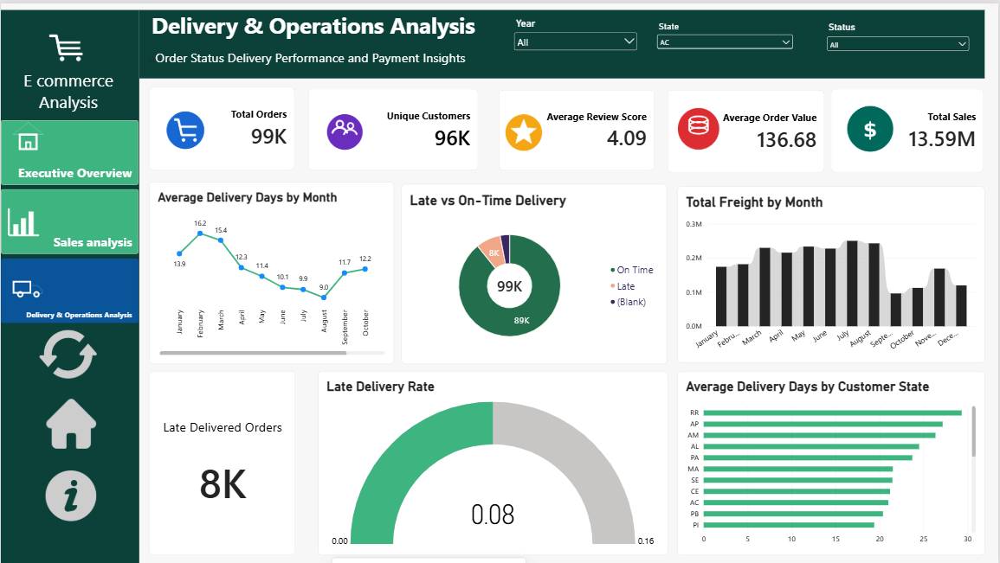 E commerce
Analysis
Executive Overview
Sales analysis
Delivery & Operations Analysis
Delivery & Operations Analysis
Order Status Delivery Performance and Payment Insights
Year
All
State
AC
Status
All
Total Orders
99K
Unique Customers
96K
Average Review Score
4.09
Average Order Value
136.68
$
Total Sales
13.59M
Average Delivery Days by Month
13.9
16.2
15.4
12.3
11.4
10.1
9.9
9.0
11.7
12.2
January
February
March
April
May
June
July
August
September
October
Late vs On-Time Delivery
8K
99K
89K
On Time
Late
(Blank)
Total Freight by Month
0.3M
0.2M
0.1M
0.0M
January
Febru...
March
April
May
June
July
August
Septe...
October
Nove...
Dece...
Late Delivered Orders
8K
Late Delivery Rate
0.08
0.00
0.16
Average Delivery Days by Customer State
RR
AP
AM
AL
PA
MA
SE
CE
AC
PB
PI
0 5 10 15 20 25 30
i